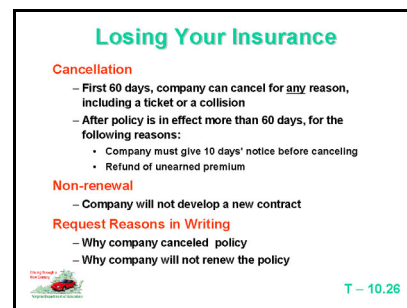 Losing Your Insurance
Cancellation
– First 60 days, company can cancel for any reason,
including a ticket or a collision
– After policy is in effect more than 60 days, for the
following reasons:
• Company must give 10 days' notice before canceling
• Refund of unearned premium
Non-renewal
– Company will not develop a new contract
Request Reasons in Writing
– Why company canceled policy
– Why company will not renew the policy
T – 10.26